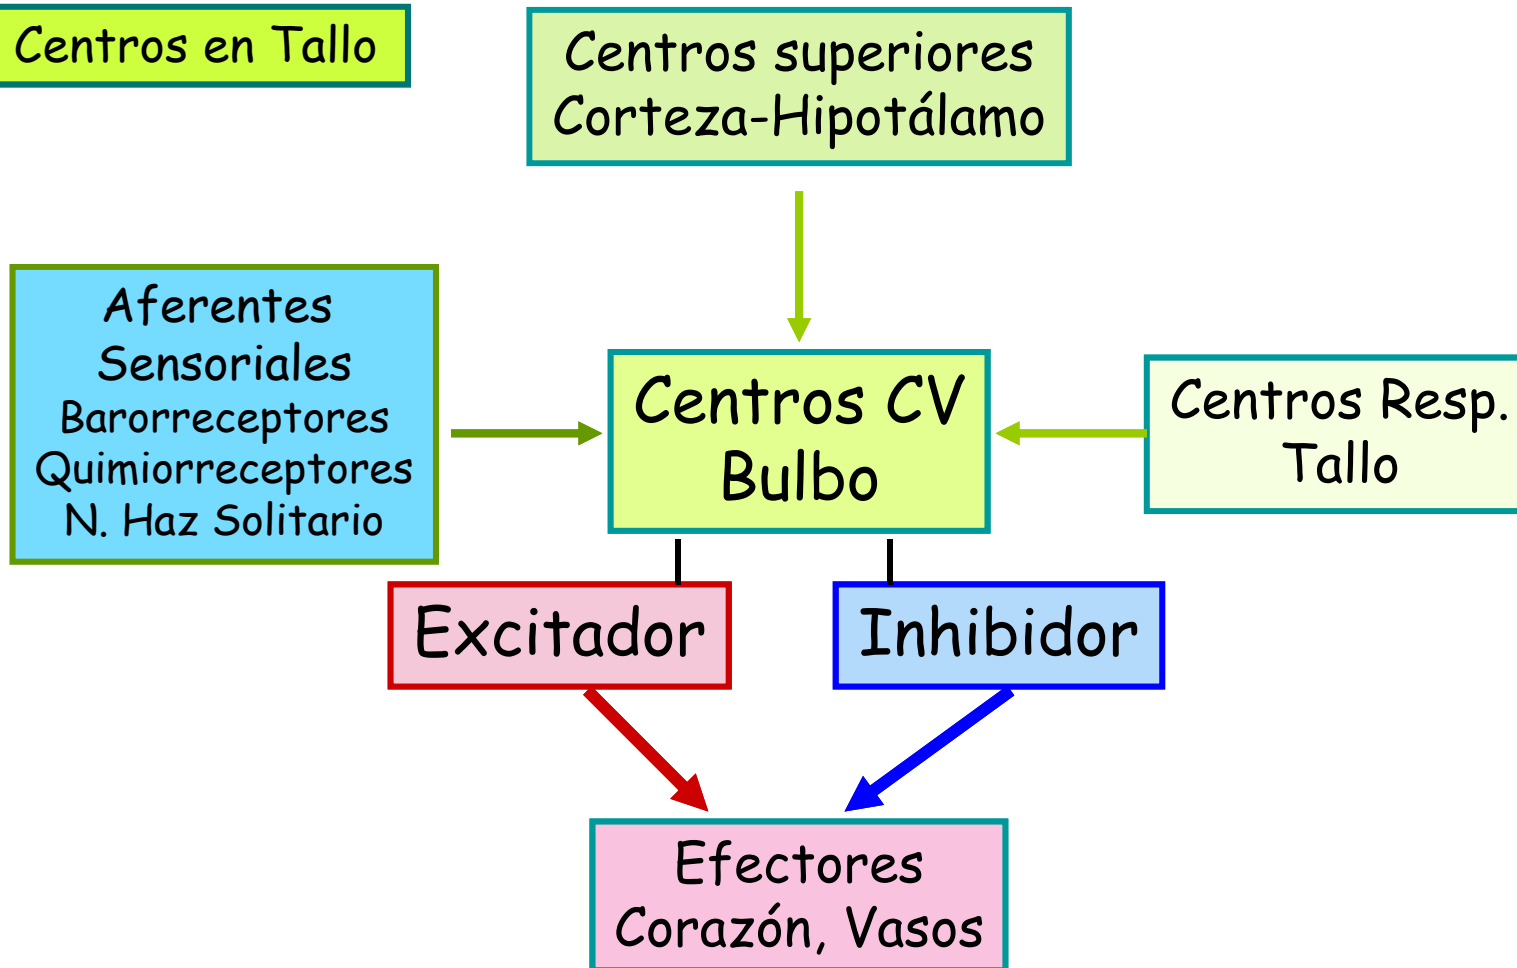 Centros en Tallo
Centros superiores
Corteza-Hipotálamo
Aferentes
Sensoriales
Barorreceptores
Quimiorreceptores
N. Haz Solitario
Centros CV
Bulbo
Centros Resp.
Tallo
Excitador
Inhibidor
Efectores
Corazón, Vasos